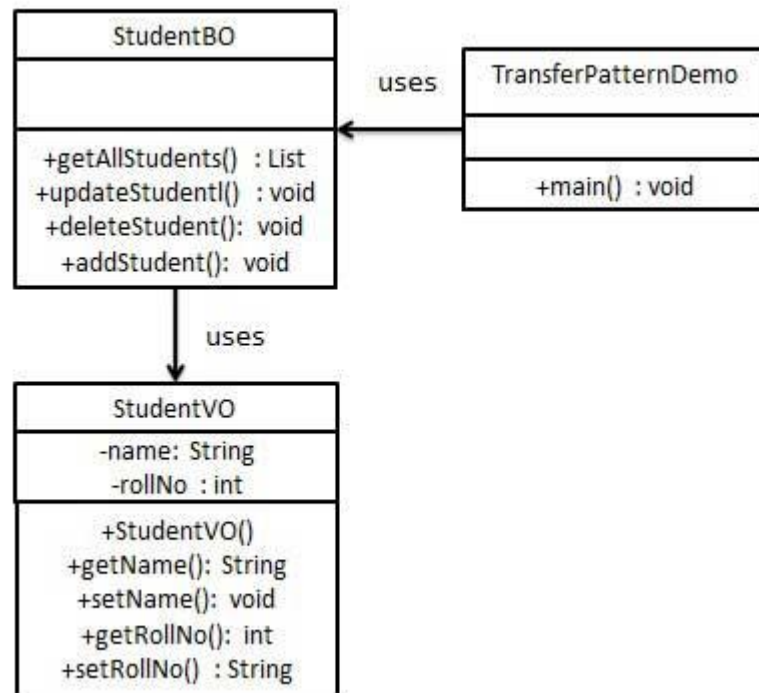 StudentBO
+getAllStudents() : List
+updateStudentl() : void
+deleteStudent(): void
+addStudent(): void
uses
TransferPatternDemo
+main() : void
uses
StudentVO
-name: String
-rollNo : int
+StudentVO()
+getName(): String
+setName(): void
+getRollNo(): int
+setRollNo() : String